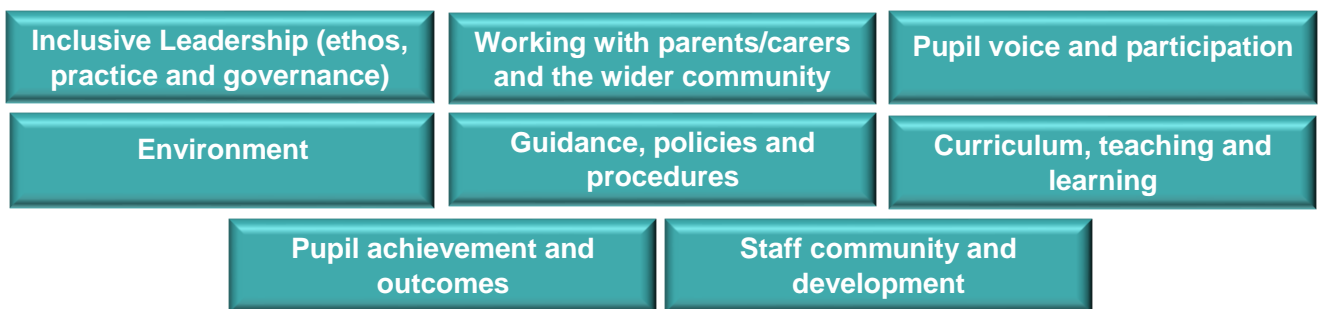 Inclusive Leadership (ethos,
practice and governance)
Working with parents/carers
and the wider community
Pupil voice and participation
Environment
Guidance, policies and
procedures
Curriculum, teaching and
learning
Pupil achievement and
outcomes
Staff community and
development